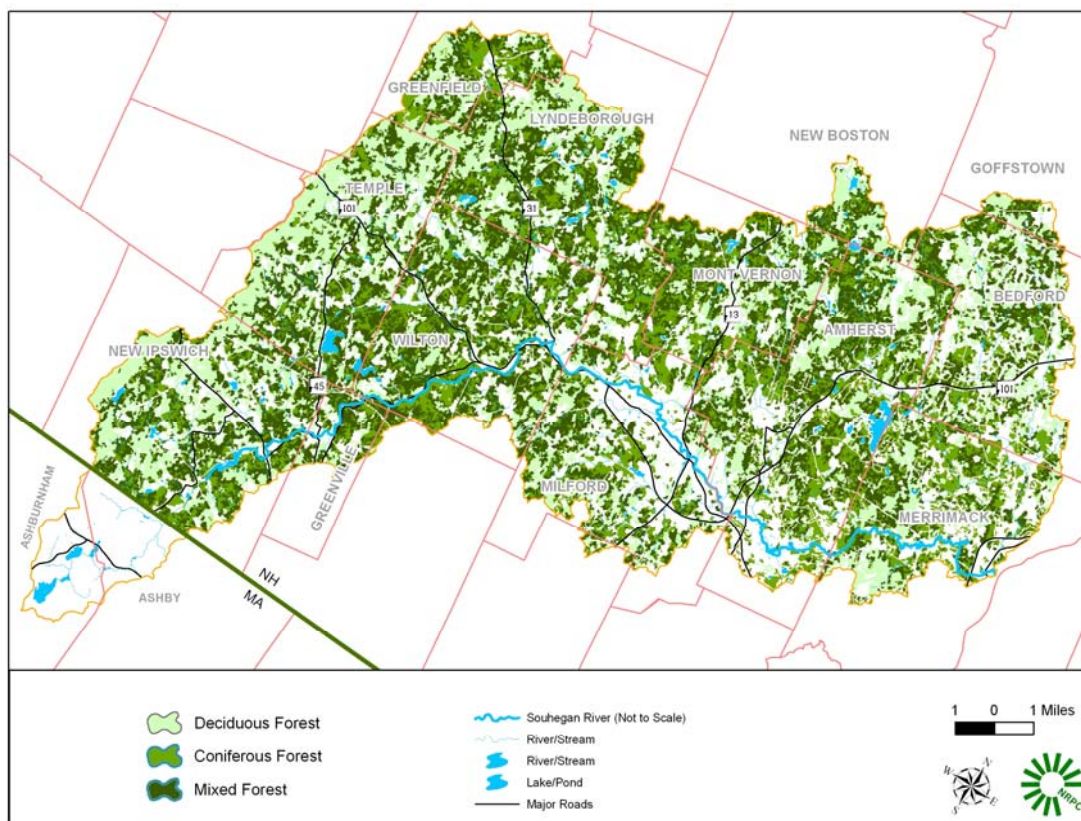 GREENFIELD
LYNDEBOROUGH
NEW BOSTON
GOFFSTOWN
TEMPLE
101
31
MONT VERNON
BEDFORD
13
AMHERST
NEW IPSWICH
WILTON
45
101
ASHBURNHAM
GREENVILLE
MILFORD
MERRIMACK
NH
MA
ASHBY
Deciduous Forest
Coniferous Forest
Mixed Forest
Souhegan River (Not to Scale)
River/Stream
River/Stream
Lake/Pond
Major Roads
1 0 1 Miles
N
W
E
S
NRPC